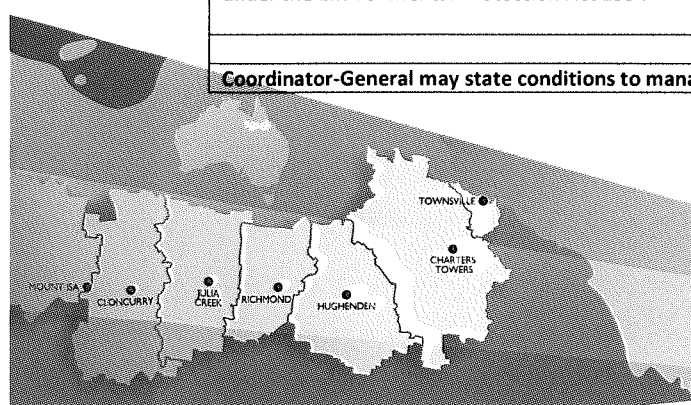 Coordinator-General may state conditions to mana
TOWNSVILLE
CHARTERS
TOWERS
MOUNT ISA
CLONCURRY
JULIA
CREEK
RICHMOND
HUGHENDEN